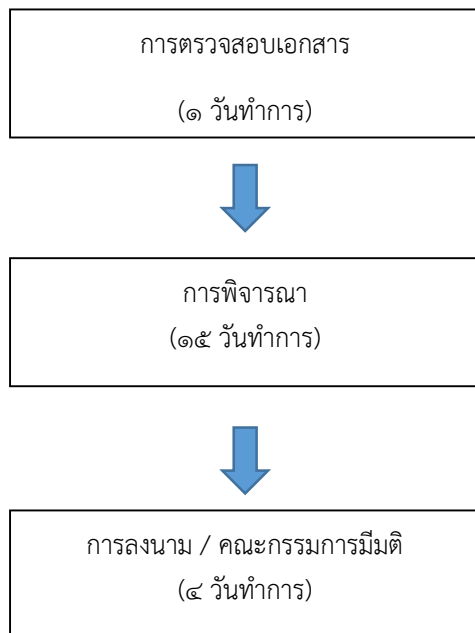 การตรวจสอบเอกสาร
(๑ วันทำการ)
การพิจารณา
(๑๕ วันทำการ)
การลงนาม / คณะกรรมการมีมติ
(๔ วันทำการ)